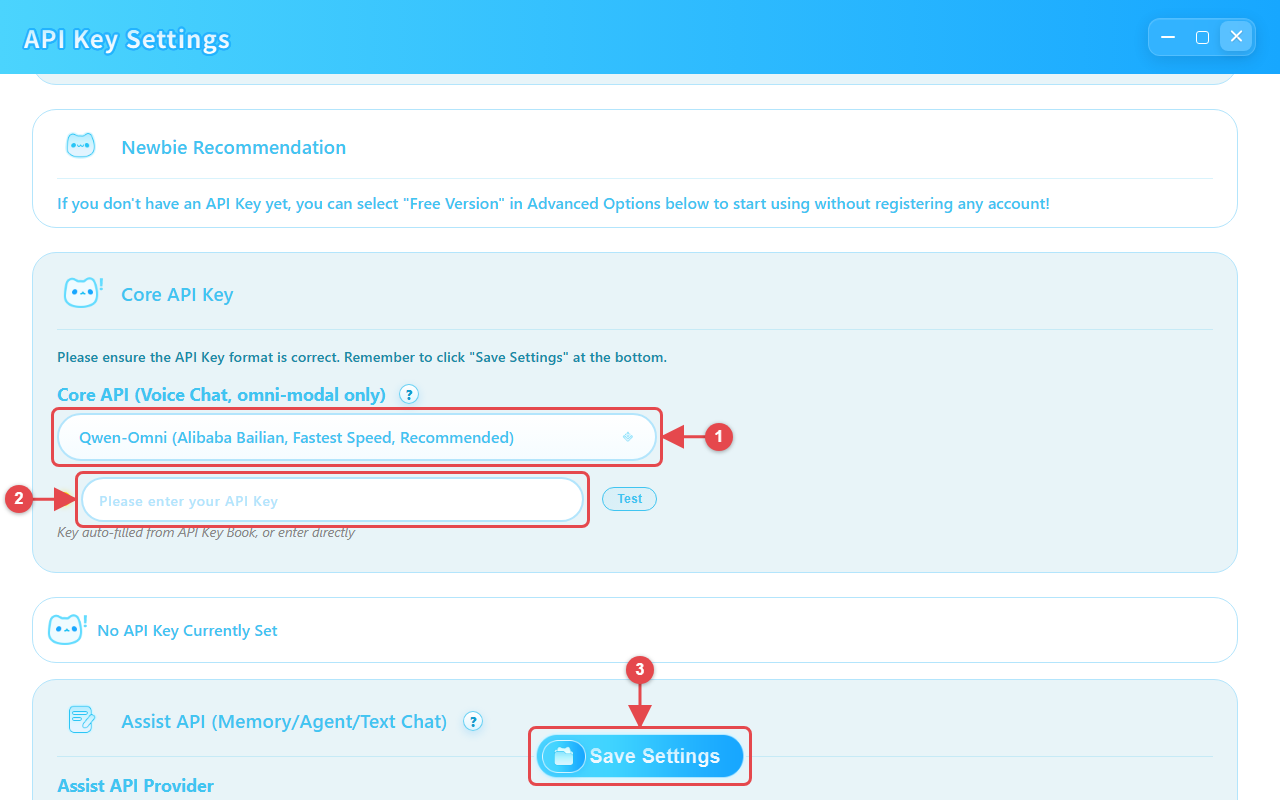 API Key Settings
Newbie Recommendation
If you don't have an API Key yet, you can select "Free Version" in Advanced Options below to start using without registering any account!
Core API Key
Please ensure the API Key format is correct. Remember to click "Save Settings" at the bottom.
Core API (Voice Chat, omni-modal only) ?
Qwen-Omni (Alibaba Bailian, Fastest Speed, Recommended)
1
2
Please enter your API Key
Test
Key auto-filled from API Key Book, or enter directly
No API Key Currently Set
3
Assist API (Memory/Agent/Text Chat) ?
Save Settings
Assist API Provider